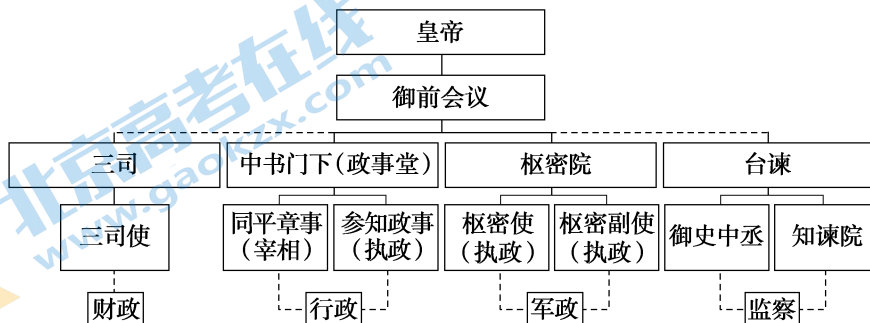 皇帝
御前会议
三司
中书门下(政事堂)
枢密院
台谏
三司使
同平章事
(宰相)
参知政事
(执政)
枢密使
(执政)
枢密副使
(执政)
御史中丞
知谏院
财政
行政
军政
监察
北京高考在线
www.gaokzx.com